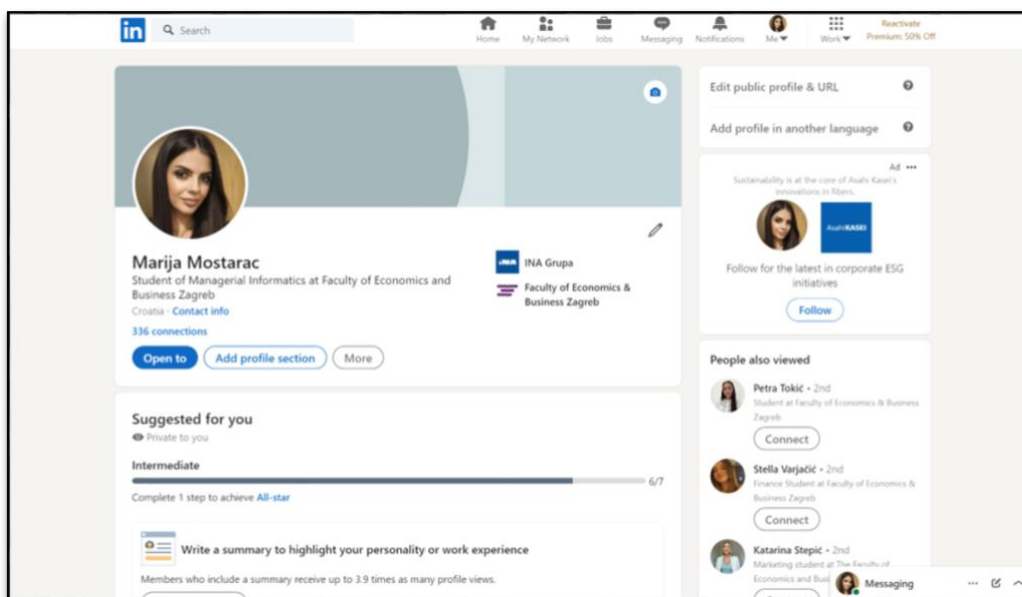 in
Search
Home
My Network
Jobs
Messaging
Notifications
Me
Work
Reactivate
Premium: 50% Off
Marija Mostarac
Student of Managerial Informatics at Faculty of Economics and
Business Zagreb
Croatia · Contact info
336 connections
Open to
Add profile section
More
INA
INA Grupa
Faculty of Economics &
Business Zagreb
Suggested for you
Private to you
Intermediate
6/7
Complete 1 step to achieve All-star
Write a summary to highlight your personality or work experience
Members who include a summary receive up to 3.9 times as many profile views.
Edit public profile & URL
Add profile in another language
Ad
Sustainability is at the core of Asahi Kasei's
innovations in fibers.
AsahiKASEI
Follow for the latest in corporate ESG
initiatives
Follow
People also viewed
Petra Tokić • 2nd
Student at Faculty of Economics & Business
Zagreb
Connect
Stella Varjačić • 2nd
Finance Student at Faculty of Economics &
Business Zagreb
Connect
Katarina Stepić • 2nd
Marketing student at The Faculty of
Economics and
Messaging